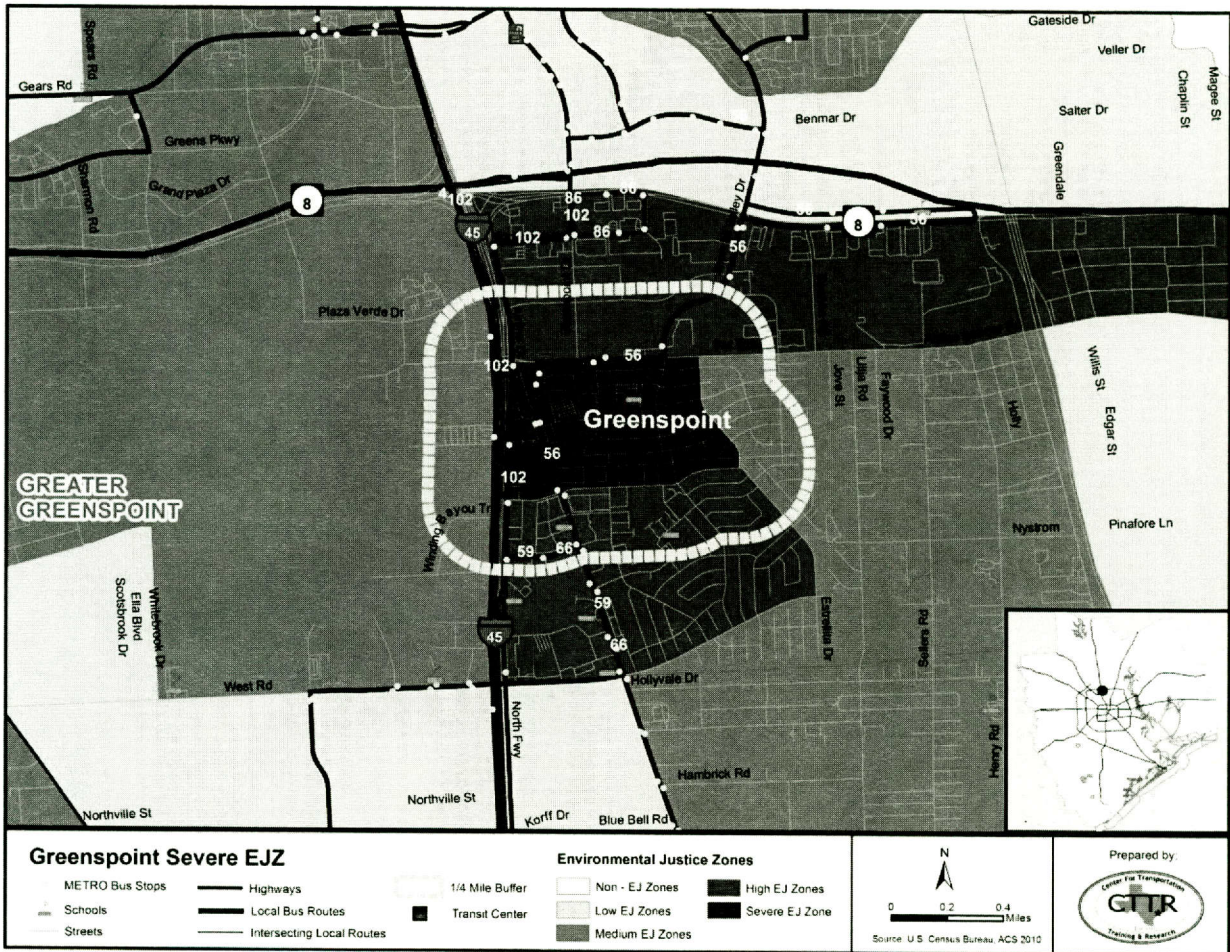 Gateside Dr
Veller Dr
Magee St
Chaplin St
Spears Rd
Gears Rd
Salter Dr
Benmar Dr
Greens Pkwy
Greendale
Shannon Rd
Grand Plaza Dr
8
102
45
102
86
102
86
56
8
56
Plaza Verde Dr
102
56
Jove St
Lillja Rd
Faywood Dr
Holly
Willis St
Edgar St
Greenspoint
56
102
GREATER
GREENSPOINT
Winding Bayou Trl
Nystrom
Pinafore Ln
59
66
59
66
45
Scotsbrook Dr
Ella Blvd
Whitebrook Dr
Sellers Rd
West Rd
Hollyvale Dr
North Fwy
Henry Rd
Hambrick Rd
Northville St
Northville St
Korff Dr
Blue Bell Rd
Greenspoint Severe EJZ
METRO Bus Stops
Schools
Streets
Highways
Local Bus Routes
Intersecting Local Routes
1/4 Mile Buffer
Transit Center
Environmental Justice Zones
Non - EJ Zones
Low EJ Zones
Medium EJ Zones
High EJ Zones
Severe EJ Zone
N
0 0.2 0.4
Miles
Source: U.S. Census Bureau, ACS 2010
Prepared by:
Center For Transportation
CTTR
Training & Research